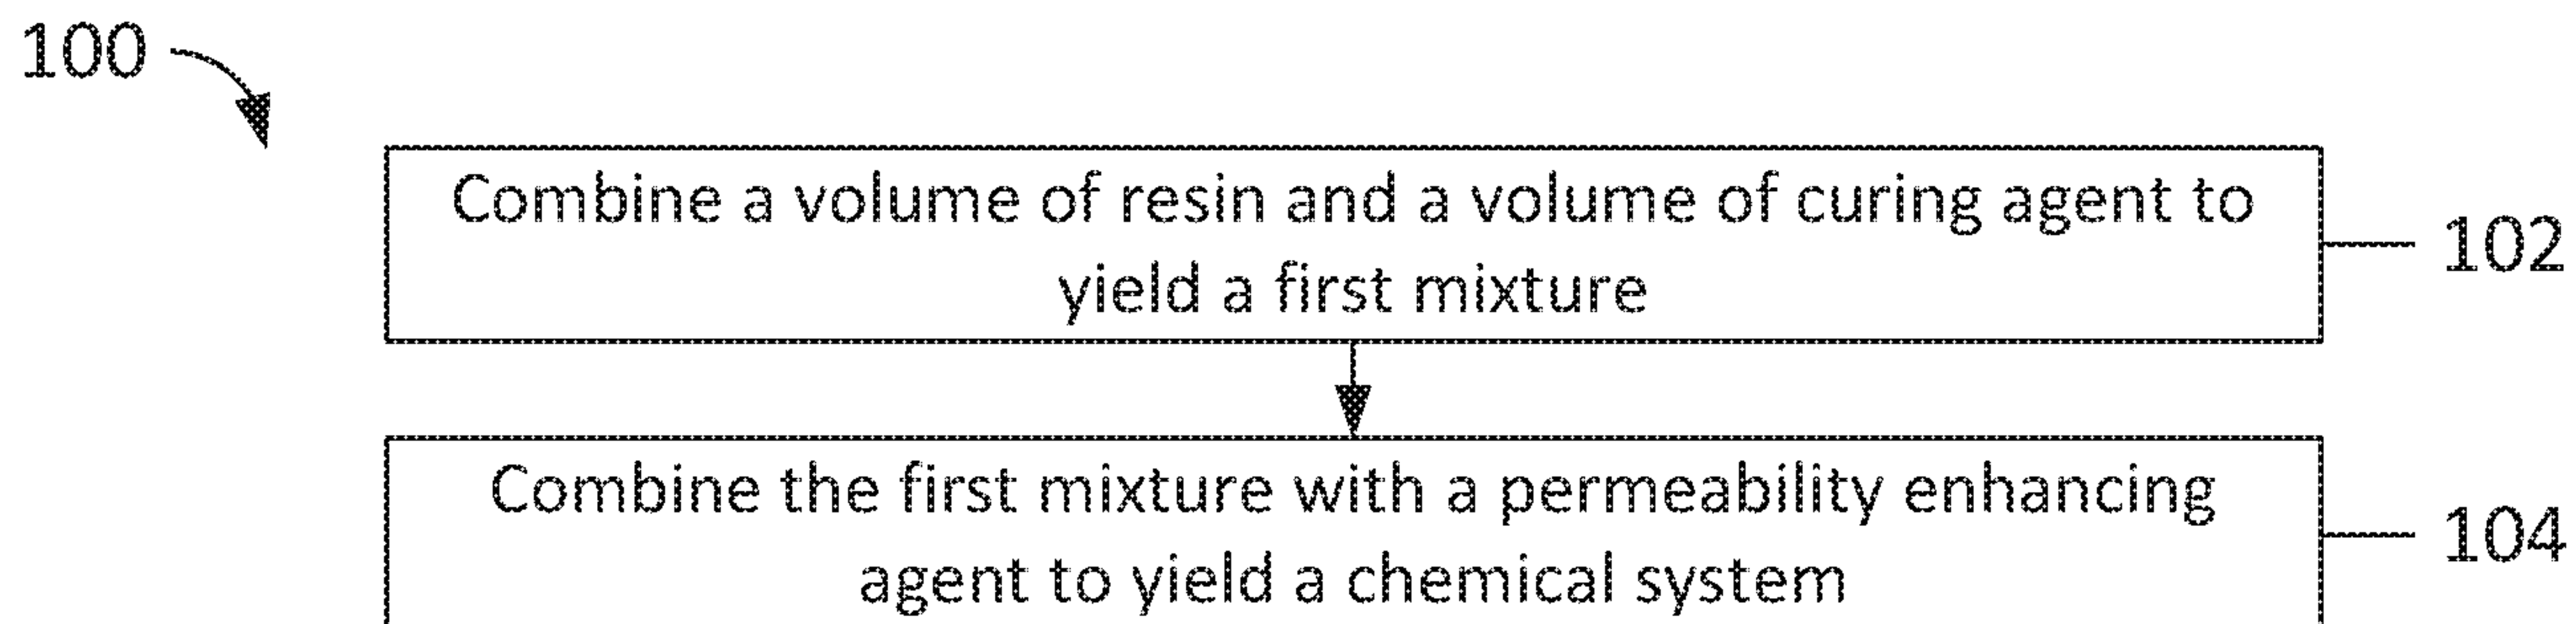 100
Combine a volume of resin and a volume of curing agent to
yield a first mixture
102
Combine the first mixture with a permeability enhancing
agent to yield a chemical system
104